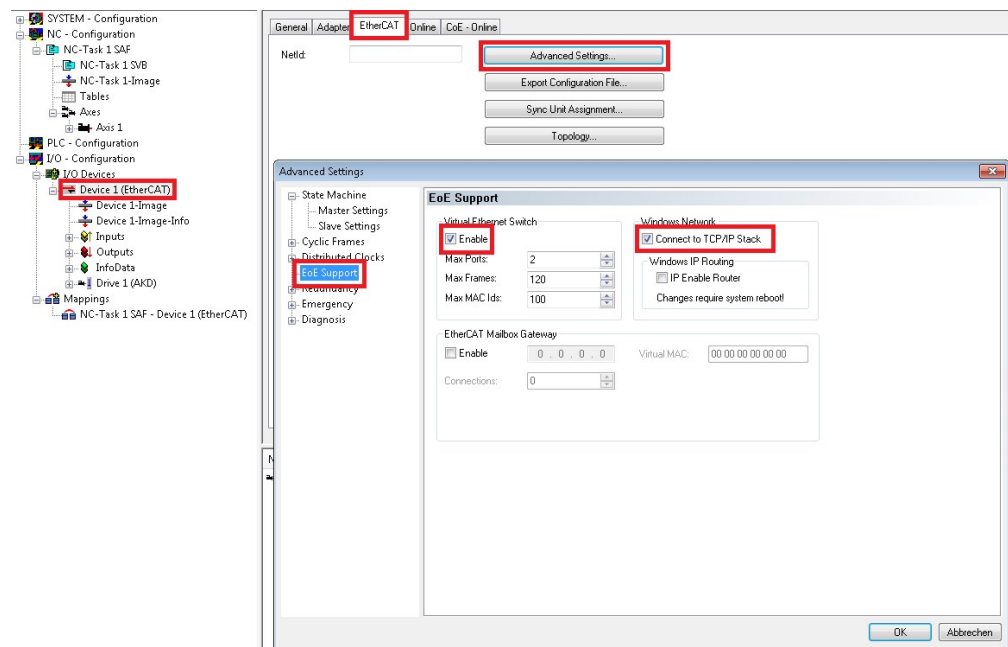 SYSTEM - Configuration
NC - Configuration
NC-Task 1 SAF
NC-Task 1 SVB
NC-Task 1-Image
Tables
Axes
Axis 1
PLC - Configuration
I/O - Configuration
I/O Devices
Device 1 (EtherCAT)
Device 1-Image
Device 1-Image-Info
Inputs
Outputs
InfoData
Drive 1 (AKD)
Mappings
NC-Task 1 SAF - Device 1 (EtherCAT)
General Adapter EtherCAT Online CoE - Online
NetId:
Advanced Settings...
Export Configuration File...
Sync Unit Assignment...
Topology...
Advanced Settings
State Machine
Master Settings
Slave Settings
Cyclic Frames
Distributed Clocks
EoE Support
Redundancy
Emergency
Diagnosis
EoE Support
Virtual Ethernet Switch
Enable
Max Ports: 2
Max Frames: 120
Max MAC Ids: 100
Windows Network
Connect to TCP/IP Stack
Windows IP Routing
IP Enable Router
Changes require system reboot!
EtherCAT Mailbox Gateway
Enable 0 . 0 . 0 . 0 Virtual MAC: 00 00 00 00 00 00
Connections: 0
OK Abbrechen